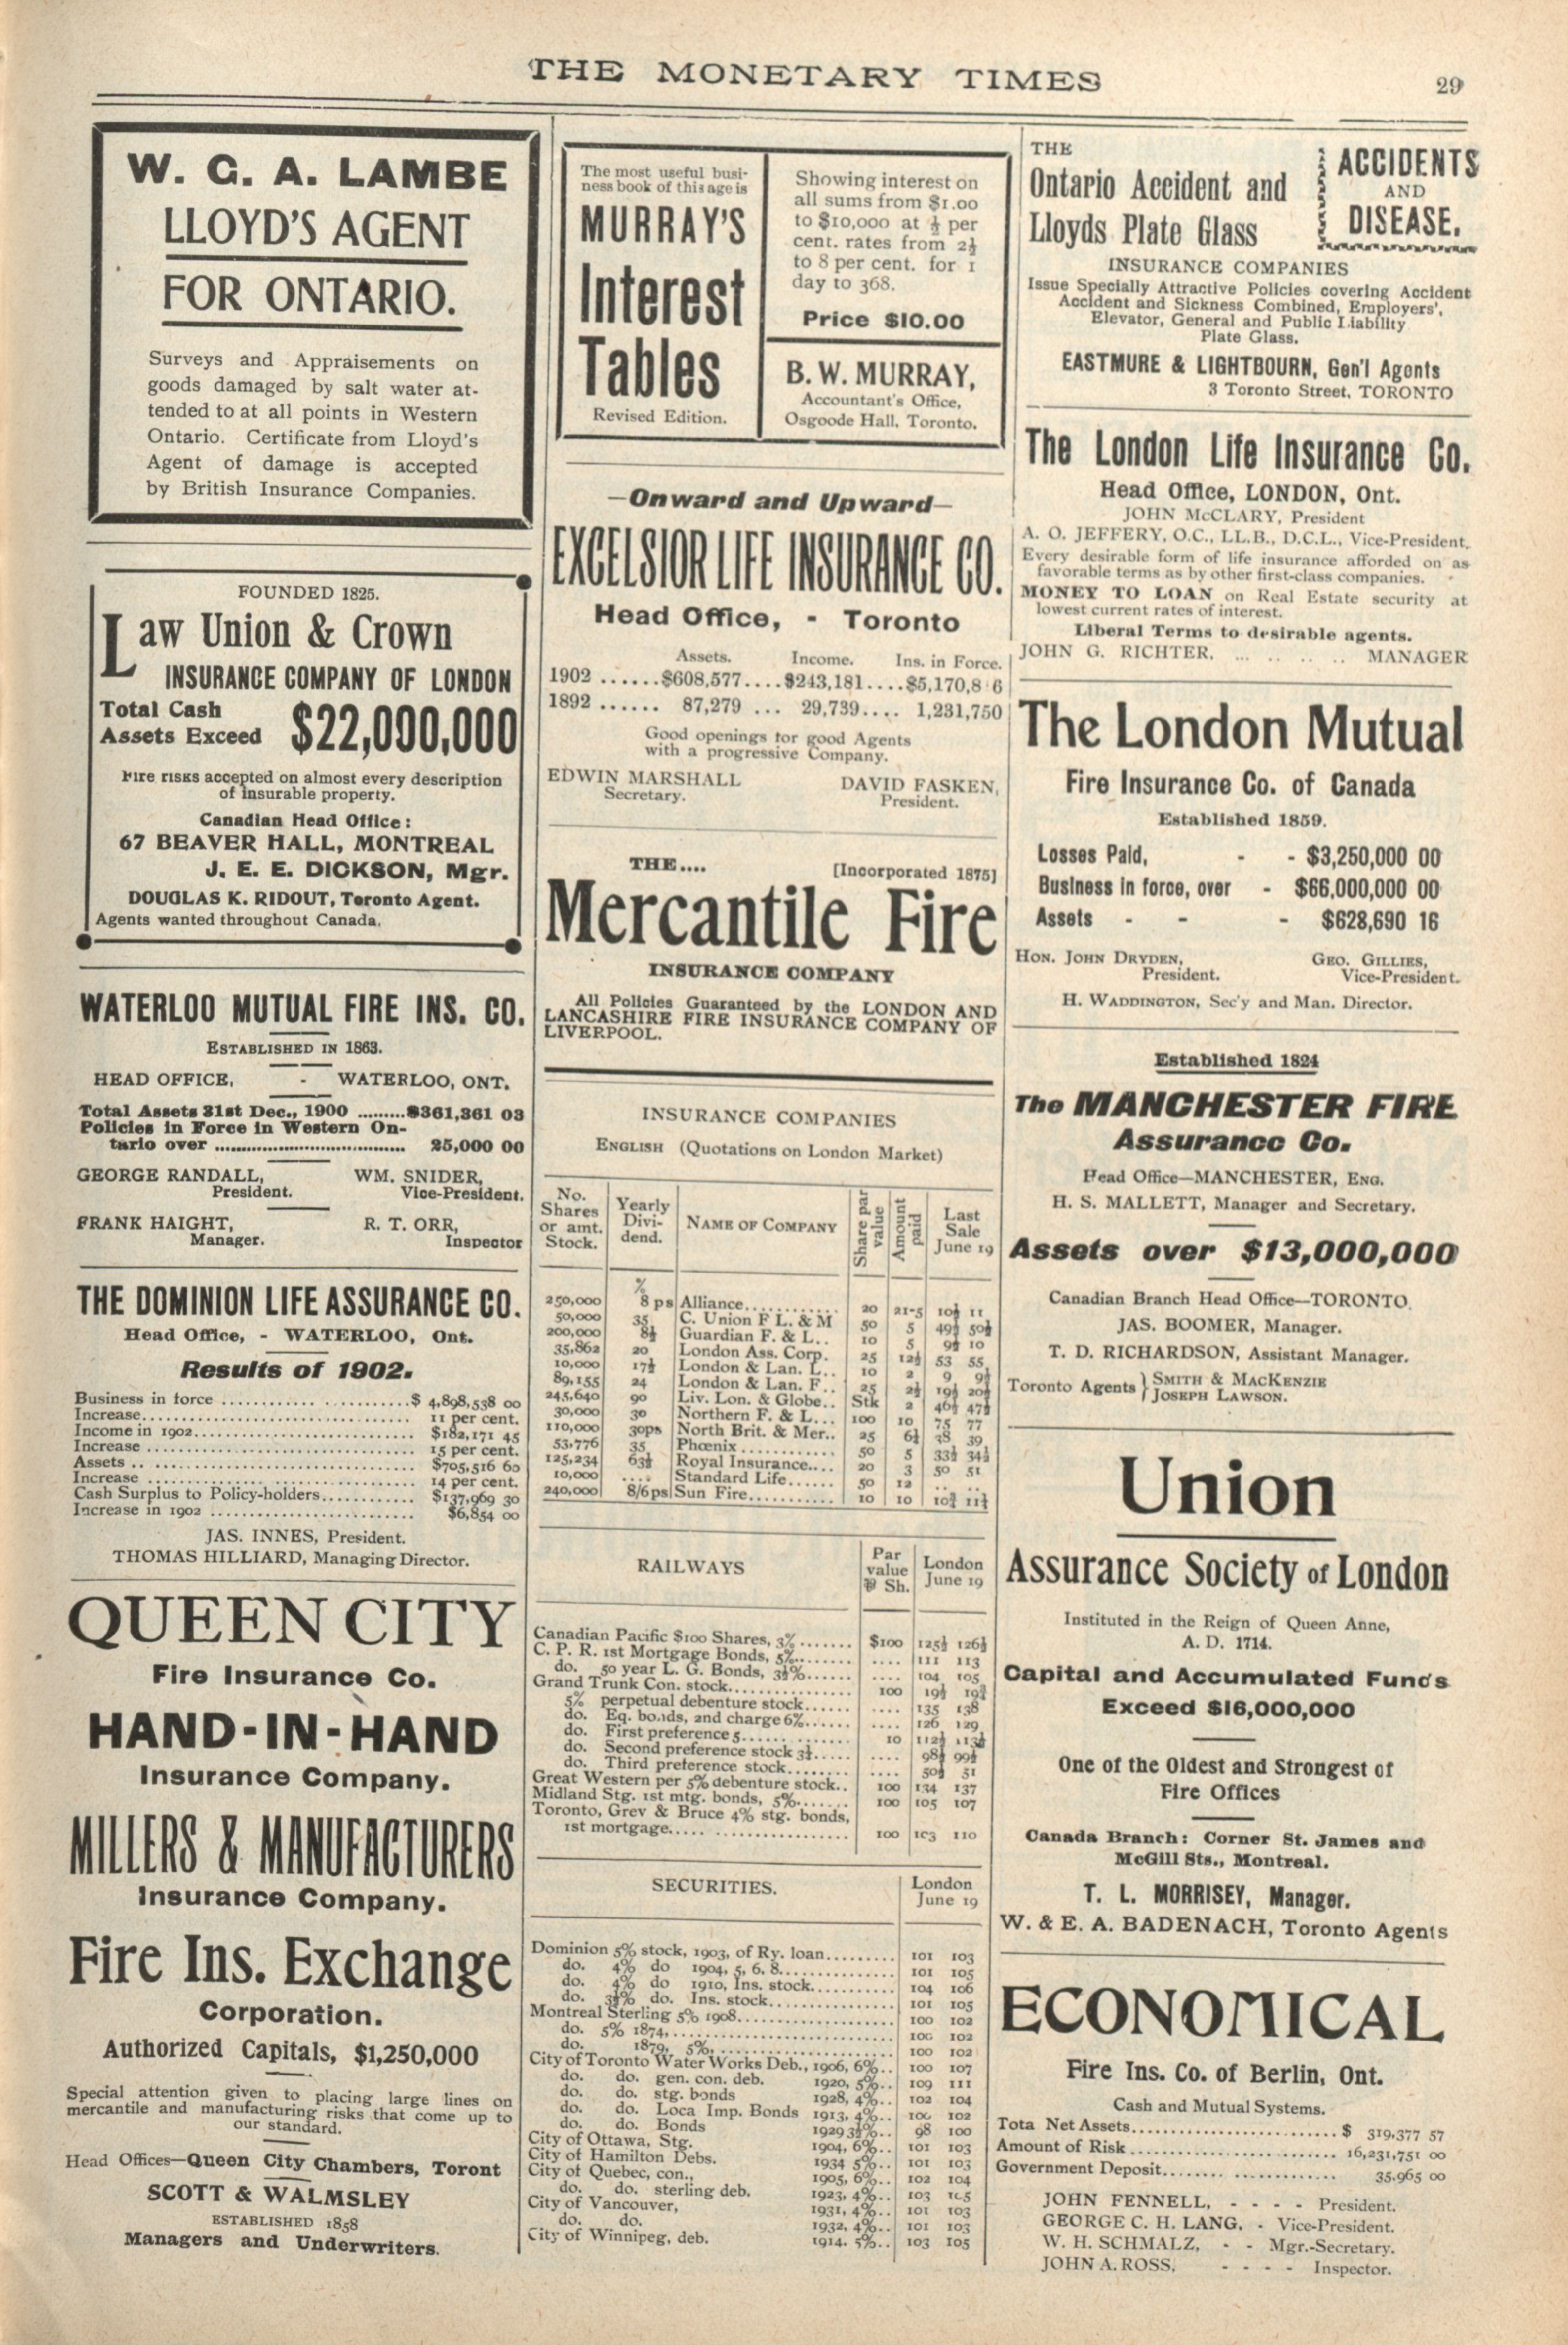 THE MONETARY TIMES
29
W. G. A. LAMBE
LLOYD'S AGENT
FOR ONTARIO.
Surveys and Appraisements on
goods damaged by salt water at-
tended to at all points in Western
Ontario. Certificate from Lloyd's
Agent of damage is accepted
by British Insurance Companies.
FOUNDED 1825.
Law Union & Crown
INSURANCE COMPANY OF LONDON
Total Cash
Assets Exceed $22,000,000
Fire risks accepted on almost every description
of insurable property.
Canadian Head Office:
67 BEAVER HALL, MONTREAL
J. E. E. DICKSON, Mgr.
DOUGLAS K. RIDOUT, Toronto Agent.
Agents wanted throughout Canada.
WATERLOO MUTUAL FIRE INS. CO.
ESTABLISHED IN 1863.
HEAD OFFICE, - WATERLOO, ONT.
Total Assets 31st Dec., 1900 .........$361,361 03
Policies in Force in Western On-
tario over .................................... 25,000 00
GEORGE RANDALL, WM. SNIDER,
President. Vice-President.
FRANK HAIGHT, R. T. ORR,
Manager. Inspector
THE DOMINION LIFE ASSURANCE CO.
Head Office, - WATERLOO, Ont.
Results of 1902.
Business in force ........................$ 4,898,538 00
Increase.................................... 11 per cent.
Income in 1902............................ $182,171 45
Increase .................................... 15 per cent.
Assets .. .................................... $705,516 60
Increase .................................... 14 per cent.
Cash Surplus to Policy-holders............ $137,969 30
Increase in 1902 .......................... $6,854 00
JAS. INNES, President.
THOMAS HILLIARD, Managing Director.
QUEEN CITY
Fire Insurance Co.
HAND-IN-HAND
Insurance Company.
MILLERS & MANUFACTURERS
Insurance Company.
Fire Ins. Exchange
Corporation.
Authorized Capitals, $1,250,000
Special attention given to placing large lines on
mercantile and manufacturing risks that come up to
our standard.
Head Offices—Queen City Chambers, Toront
SCOTT & WALMSLEY
ESTABLISHED 1858
Managers and Underwriters.
The most useful busi-
ness book of this age is
MURRAY'S
Interest
Tables
Revised Edition.
Showing interest on
all sums from $1.00
to $10,000 at ½ per
cent. rates from 2½
to 8 per cent. for 1
day to 368.
Price $10.00
B. W. MURRAY,
Accountant's Office,
Osgoode Hall, Toronto.
—Onward and Upward—
EXCELSIOR LIFE INSURANCE CO.
Head Office, - Toronto
Assets. Income. Ins. in Force.
1902 ......$608,577....$243,181....$5,170,8 6
1892 ...... 87,279 ... 29,739.... 1,231,750
Good openings for good Agents
with a progressive Company.
EDWIN MARSHALL DAVID FASKEN,
Secretary. President.
THE.... [Incorporated 1875]
Mercantile Fire
INSURANCE COMPANY
All Policies Guaranteed by the LONDON AND
LANCASHIRE FIRE INSURANCE COMPANY OF
LIVERPOOL.
INSURANCE COMPANIES
ENGLISH (Quotations on London Market)
No. Shares or amt. Stock. Yearly Divi-dend. NAME OF COMPANY Share par value Amount paid Last Sale June 19
%
250,000 8 ps Alliance............ 20 21-5 10½ 11
50,000 35 C. Union F L. & M 50 5 49½ 50½
200,000 8½ Guardian F. & L.. 10 5 9½ 10
35,862 20 London Ass. Corp. 25 12½ 53 55
10,000 17½ London & Lan. L.. 10 2 9 9½
89,155 24 London & Lan. F.. 25 2½ 19½ 20½
245,640 90 Liv. Lon. & Globe.. Stk 2 46½ 47½
30,000 30 Northern F. & L... 100 10 75 77
110,000 30ps North Brit. & Mer.. 25 6¼ 38 39
53,776 35 Phœnix............ 50 5 33½ 34½
125,234 63½ Royal Insurance.... 20 3 50 51
10,000 .... Standard Life...... 50 12 .. ..
240,000 8/6ps Sun Fire........... 10 10 10¾ 11¼
RAILWAYS Par value ⅌ Sh. London June 19
Canadian Pacific $100 Shares, 3%....... $100 125½ 126½
C. P. R. 1st Mortgage Bonds, 5%........ .... 111 113
do. 50 year L. G. Bonds, 3½%...... .... 104 105
Grand Trunk Con. stock................ 100 19½ 19¾
5% perpetual debenture stock...... .... 135 138
do. Eq. bonds, 2nd charge 6%...... .... 126 129
do. First preference 5.............. 10 112½ 113½
do. Second preference stock 3¼..... .... 98½ 99½
do. Third preference stock........ .... 50½ 51
Great Western per 5% debenture stock.. 100 134 137
Midland Stg. 1st mtg. bonds, 5%....... 100 105 107
Toronto, Grey & Bruce 4% stg. bonds,
1st mortgage..... .................. 100 103 110
SECURITIES. London June 19
Dominion 5% stock, 1903, of Ry. loan......... 101 103
do. 4% do 1904, 5, 6. 8............... 101 105
do. 4% do 1910, Ins. stock........... 104 106
do. 3½% do. Ins. stock................ 101 105
Montreal Sterling 5% 1908.................... 100 102
do. 5% 1874,............................. 100 102
do. 1879, 5%,...................... 100 102
City of Toronto Water Works Deb., 1906, 6%.. 100 107
do. do. gen. con. deb. 1920, 5%.. 109 111
do. do. stg. bonds 1928, 4%.. 102 104
do. do. Loca Imp. Bonds 1913, 4%.. 100 102
do. do. Bonds 1929 3½%.. 98 100
City of Ottawa, Stg. 1904, 6%.. 101 103
City of Hamilton Debs. 1934 5%.. 101 103
City of Quebec, con., 1905, 6%.. 102 104
do. do. sterling deb. 1923, 4%.. 103 105
City of Vancouver, 1931, 4%.. 101 103
do. do. 1932, 4%.. 101 103
City of Winnipeg, deb. 1914, 5%.. 103 105
THE
Ontario Accident and
Lloyds Plate Glass
ACCIDENTS
AND
DISEASE.
INSURANCE COMPANIES
Issue Specially Attractive Policies covering Accident
Accident and Sickness Combined, Employers',
Elevator, General and Public Liability
Plate Glass.
EASTMURE & LIGHTBOURN, Gen'l Agents
3 Toronto Street, TORONTO
The London Life Insurance Co.
Head Office, LONDON, Ont.
JOHN McCLARY, President
A. O. JEFFERY, O.C., LL.B., D.C.L., Vice-President.
Every desirable form of life insurance afforded on as
favorable terms as by other first-class companies.
MONEY TO LOAN on Real Estate security at
lowest current rates of interest.
Liberal Terms to desirable agents.
JOHN G. RICHTER, ... .. .. .. MANAGER
The London Mutual
Fire Insurance Co. of Canada
Established 1859.
Losses Paid, - - $3,250,000 00
Business in force, over - $66,000,000 00
Assets - - - $628,690 16
HON. JOHN DRYDEN, GEO. GILLIES,
President. Vice-President.
H. WADDINGTON, Sec'y and Man. Director.
Established 1824
The MANCHESTER FIRE
Assurance Co.
Head Office—MANCHESTER, ENG.
H. S. MALLETT, Manager and Secretary.
Assets over $13,000,000
Canadian Branch Head Office—TORONTO.
JAS. BOOMER, Manager.
T. D. RICHARDSON, Assistant Manager.
Toronto Agents } SMITH & MACKENZIE
JOSEPH LAWSON.
Union
Assurance Society of London
Instituted in the Reign of Queen Anne,
A. D. 1714.
Capital and Accumulated Funds
Exceed $16,000,000
One of the Oldest and Strongest of
Fire Offices
Canada Branch: Corner St. James and
McGill Sts., Montreal.
T. L. MORRISEY, Manager.
W. & E. A. BADENACH, Toronto Agents
ECONOMICAL
Fire Ins. Co. of Berlin, Ont.
Cash and Mutual Systems.
Tota Net Assets............................ $ 319,377 57
Amount of Risk ............................ 16,231,751 00
Government Deposit........ ............. 35,965 00
JOHN FENNELL, - - - - President.
GEORGE C. H. LANG, - Vice-President.
W. H. SCHMALZ, - - Mgr.-Secretary.
JOHN A. ROSS, - - - - Inspector.